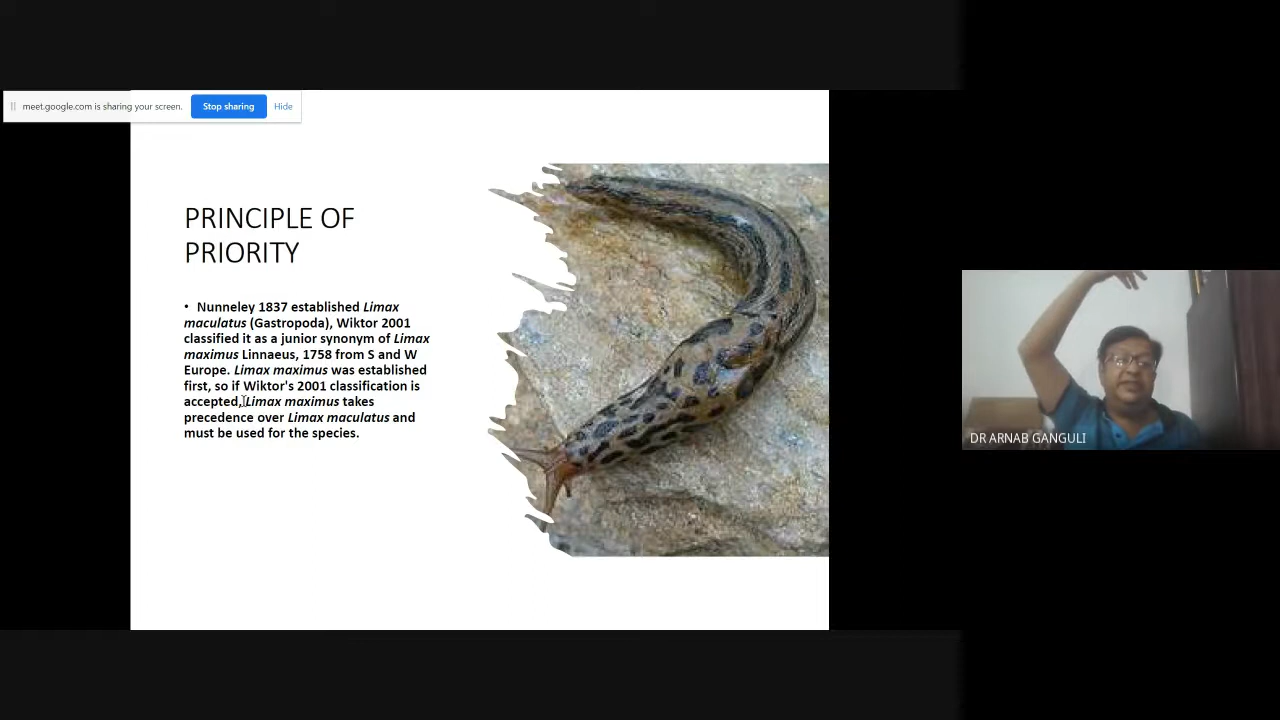 meet.google.com is sharing your screen. Stop sharing Hide
PRINCIPLE OF
PRIORITY
• Nunneley 1837 established Limax
maculatus (Gastropoda), Wiktor 2001
classified it as a junior synonym of Limax
maximus Linnaeus, 1758 from S and W
Europe. Limax maximus was established
first, so if Wiktor's 2001 classification is
accepted, Limax maximus takes
precedence over Limax maculatus and
must be used for the species.
DR ARNAB GANGULI